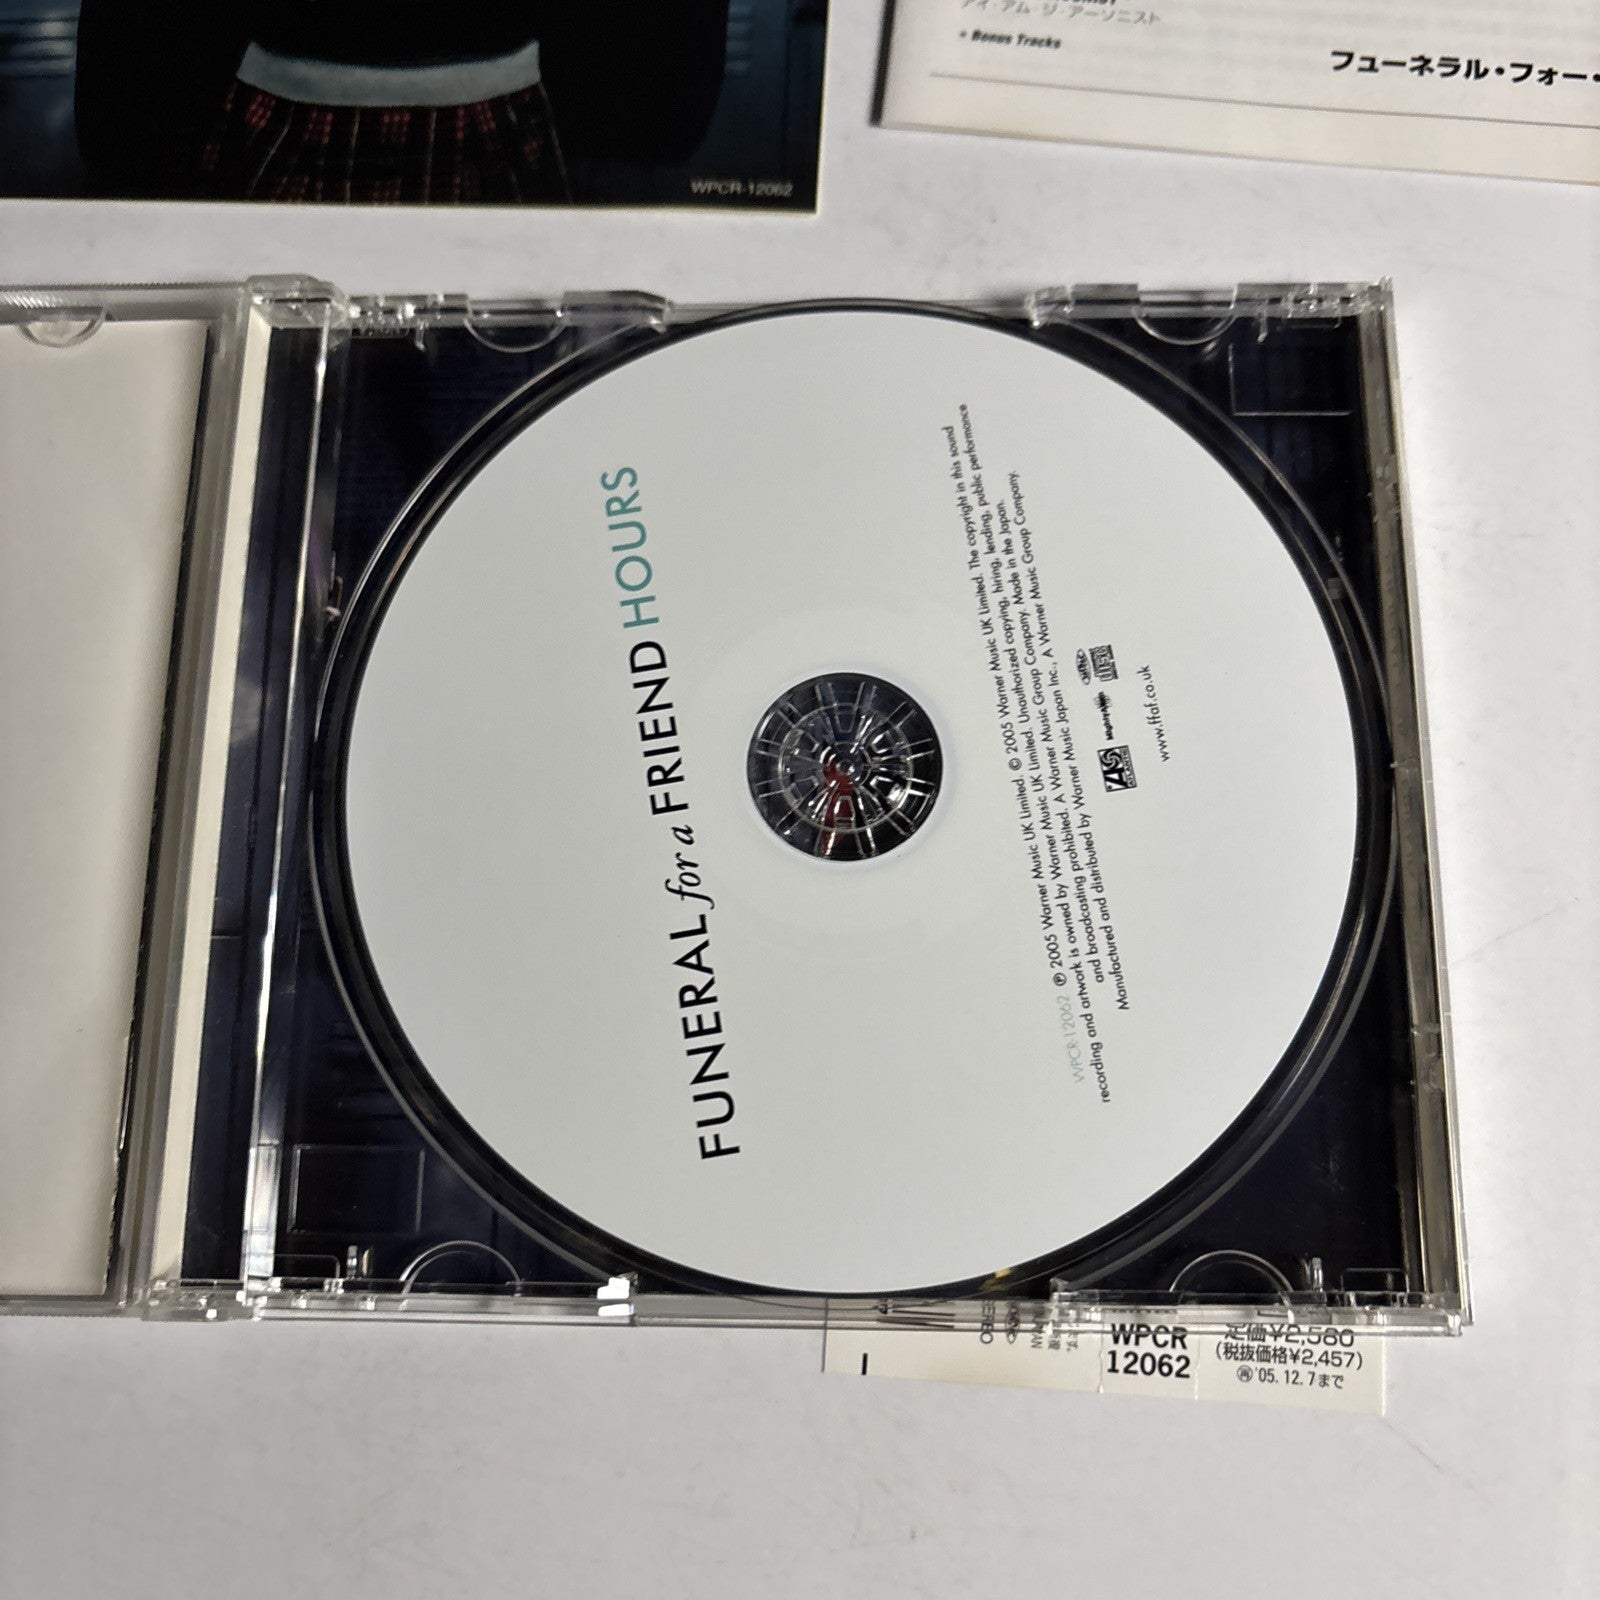 WPCR-12062
アイ・アム・ジ・アーソニスト
* Bonus Tracks
フューネラル・フォー・
FUNERAL for a FRIEND HOURS
WPCR-12062 ℗ 2005 Warner Music UK Limited. © 2005 Warner Music UK Limited. The copyright in this sound
recording and artwork is owned by Warner Music UK Limited. Unauthorized copying, hiring, lending, public performance
and broadcasting prohibited. A Warner Music Group Company. Made in the Japan.
Manufactured and distributed by Warner Music Japan Inc., A Warner Music Group Company.
ATLANTIC
www.ffaf.co.uk
WPCR
12062
定価¥2,580
(税抜価格¥2,457)
'05.12.7まで